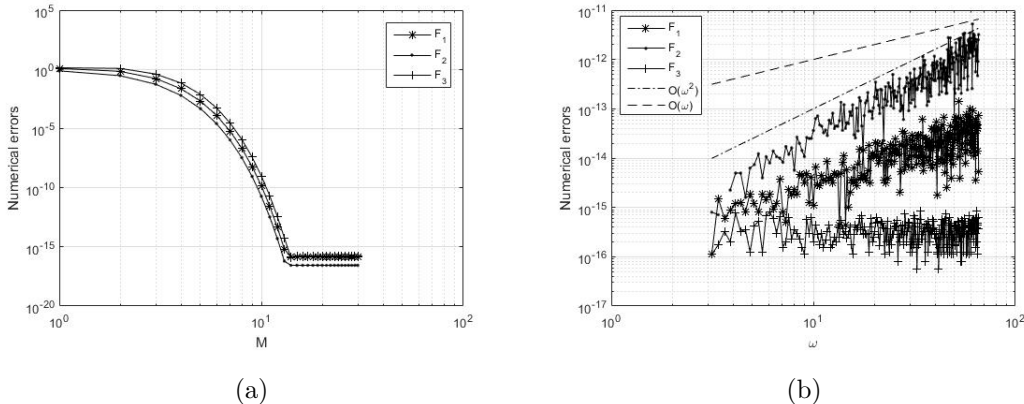 10^5
10^0
10^-5
10^-10
10^-15
10^-20
Numerical errors
10^0
10^1
10^2
M
F_1
F_2
F_3
(a)
10^-11
10^-12
10^-13
10^-14
10^-15
10^-16
10^-17
Numerical errors
10^0
10^1
10^2
ω
F_1
F_2
F_3
O(ω^2)
O(ω)
(b)